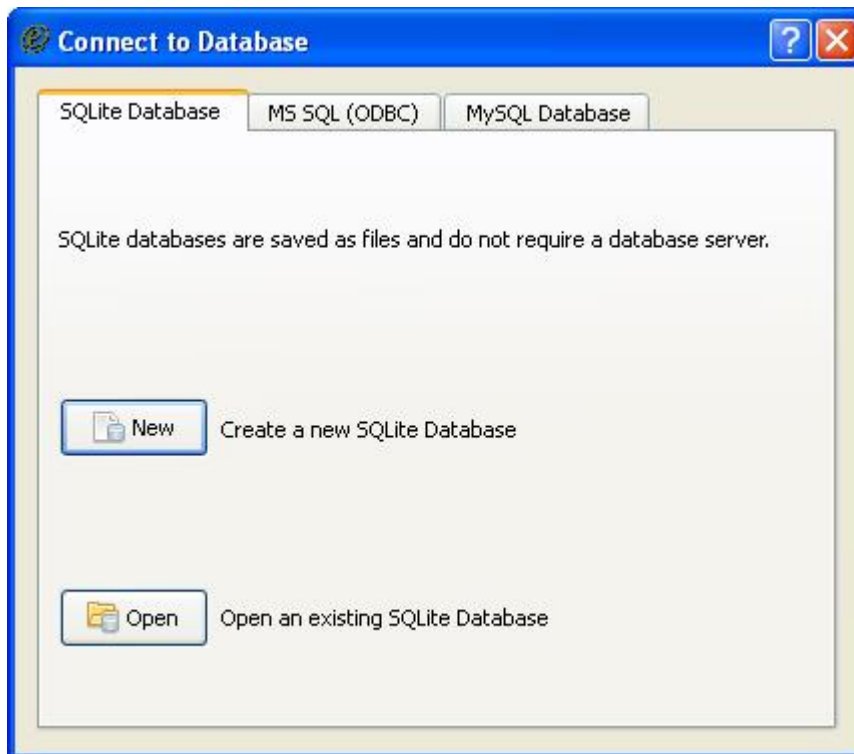 Connect to Database
SQLite Database
MS SQL (ODBC)
MySQL Database
SQLite databases are saved as files and do not require a database server.
New
Create a new SQLite Database
Open
Open an existing SQLite Database